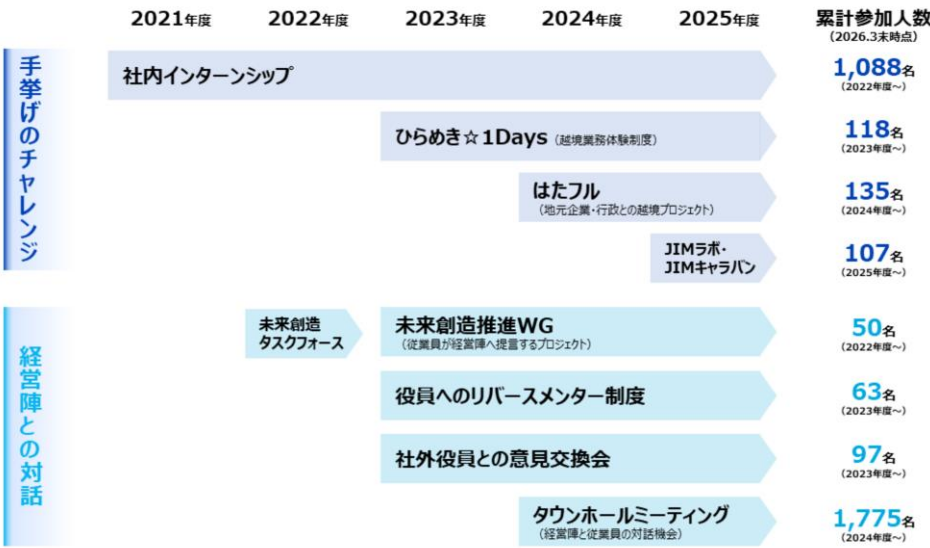 2021年度 2022年度 2023年度 2024年度 2025年度 累計参加人数
（2026.3末時点）
手挙げのチャレンジ
社内インターンシップ
1,088名
（2022年度～）
ひらめき☆1Days（越境業務体験制度）
118名
（2023年度～）
はたフル
（地元企業・行政との越境プロジェクト）
135名
（2024年度～）
JIMラボ・
JIMキャラバン
107名
（2025年度～）
経営陣との対話
未来創造
タスクフォース
未来創造推進WG
（従業員が経営陣へ提言するプロジェクト）
50名
（2022年度～）
役員へのリバースメンター制度
63名
（2023年度～）
社外役員との意見交換会
97名
（2023年度～）
タウンホールミーティング
（経営陣と従業員の対話機会）
1,775名
（2024年度～）